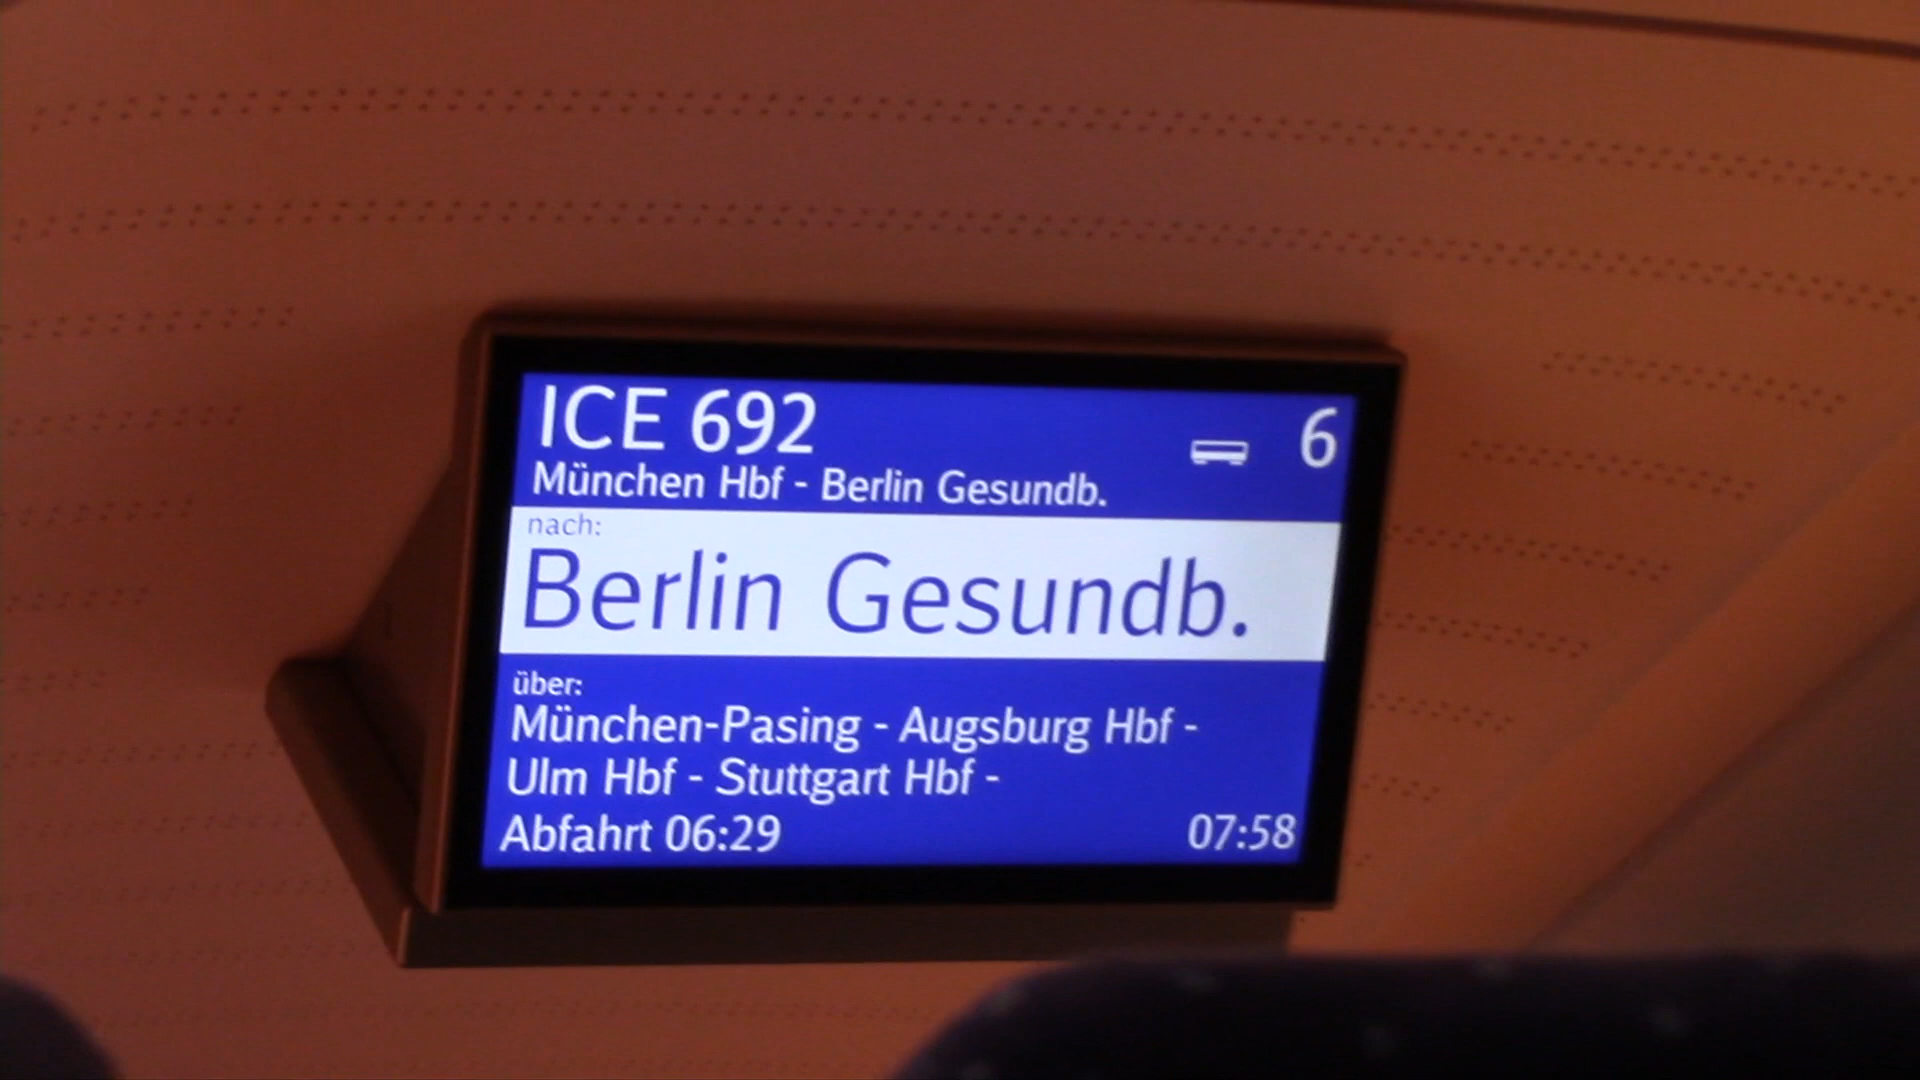 ICE 692 6
München Hbf - Berlin Gesundb.
nach:
Berlin Gesundb.
über:
München-Pasing - Augsburg Hbf -
Ulm Hbf - Stuttgart Hbf -
Abfahrt 06:29 07:58